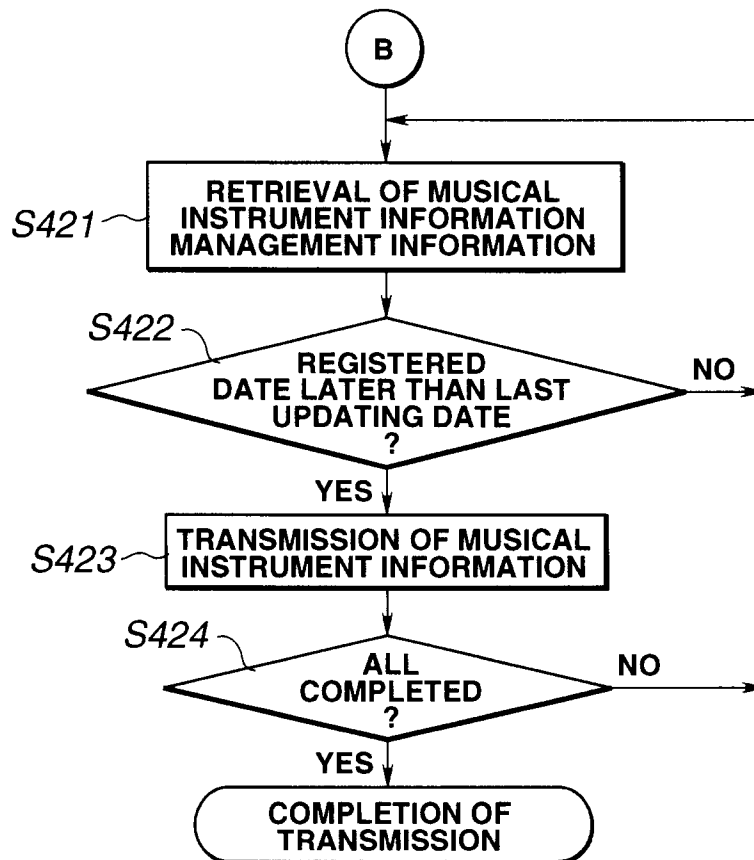 B
S421
RETRIEVAL OF MUSICAL
INSTRUMENT INFORMATION
MANAGEMENT INFORMATION
S422
REGISTERED
DATE LATER THAN LAST
UPDATING DATE
?
NO
YES
S423
TRANSMISSION OF MUSICAL
INSTRUMENT INFORMATION
S424
ALL
COMPLETED
?
NO
YES
COMPLETION OF
TRANSMISSION